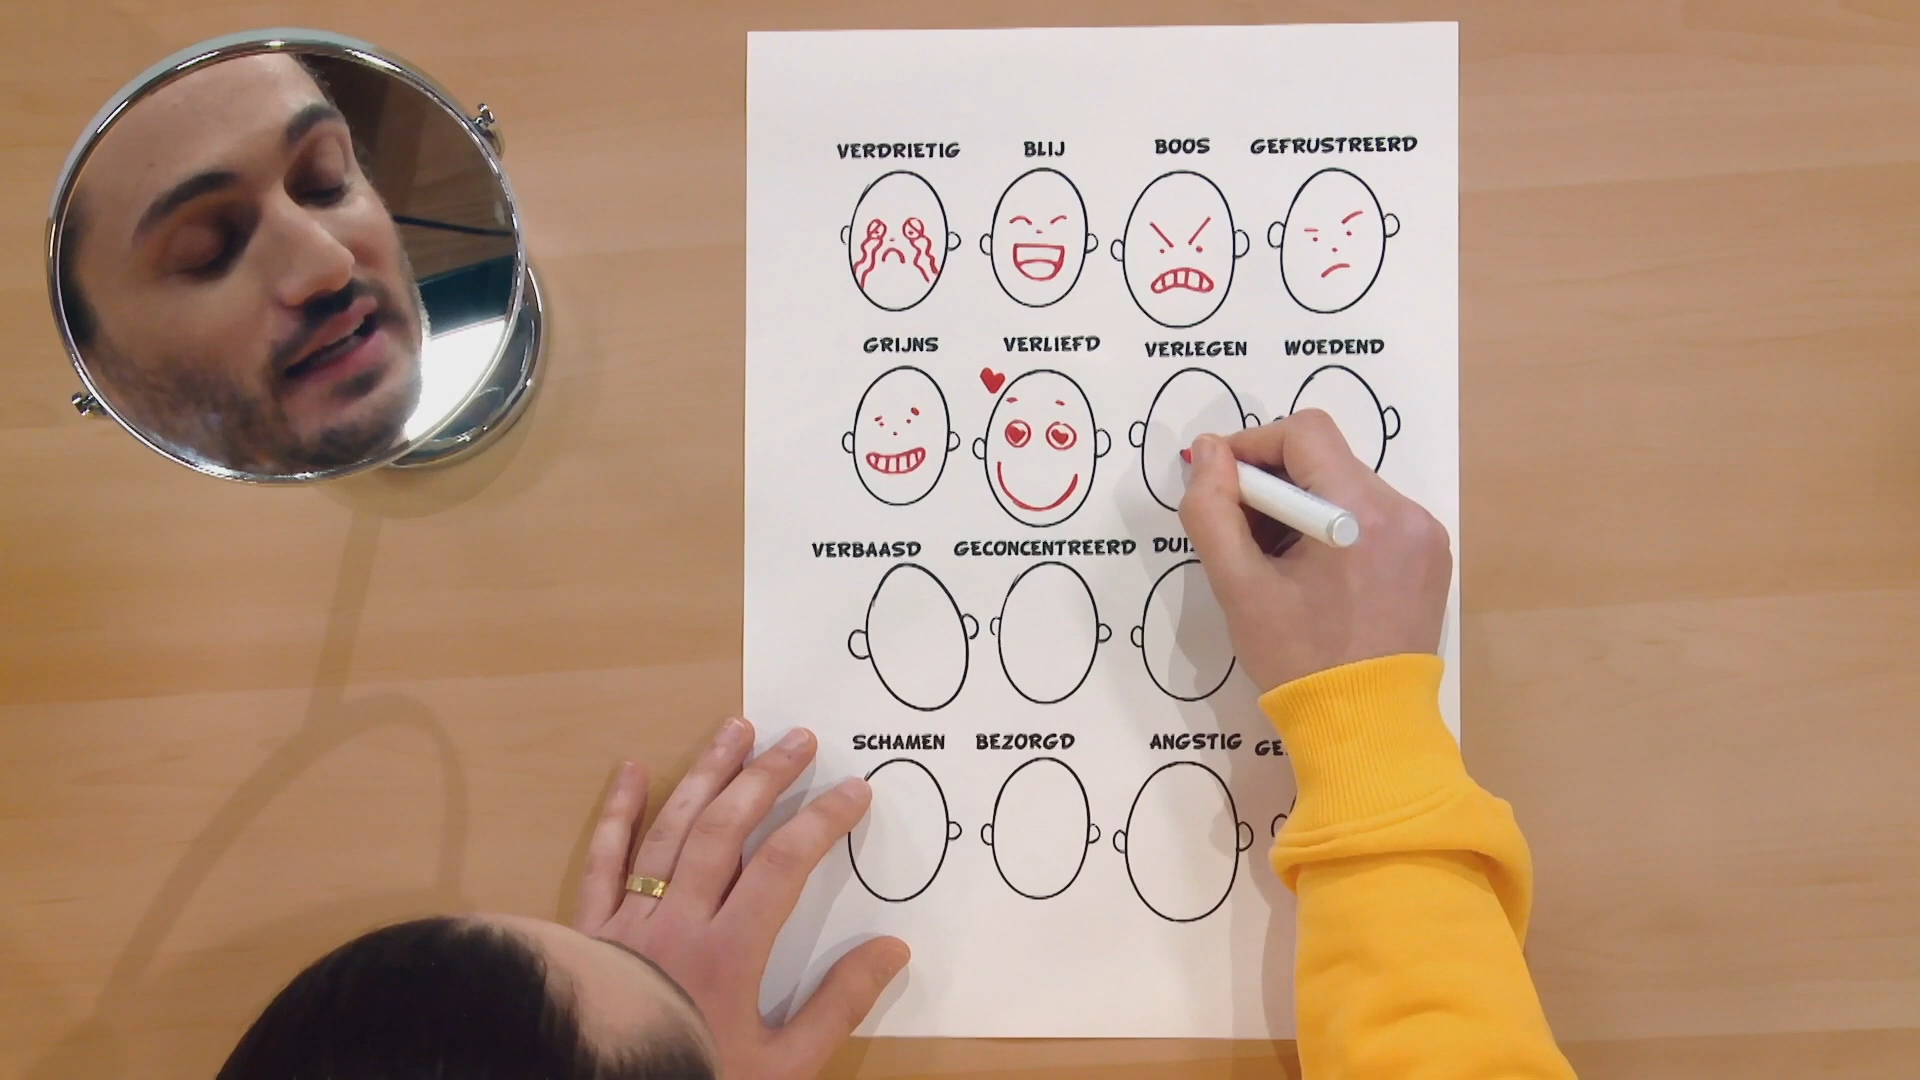 VERDRIETIG BLIJ BOOS GEFRUSTREERD
GRIJNS VERLIEFD VERLEGEN WOEDEND
VERBAASD GECONCENTREERD
SCHAMEN BEZORGD ANGSTIG